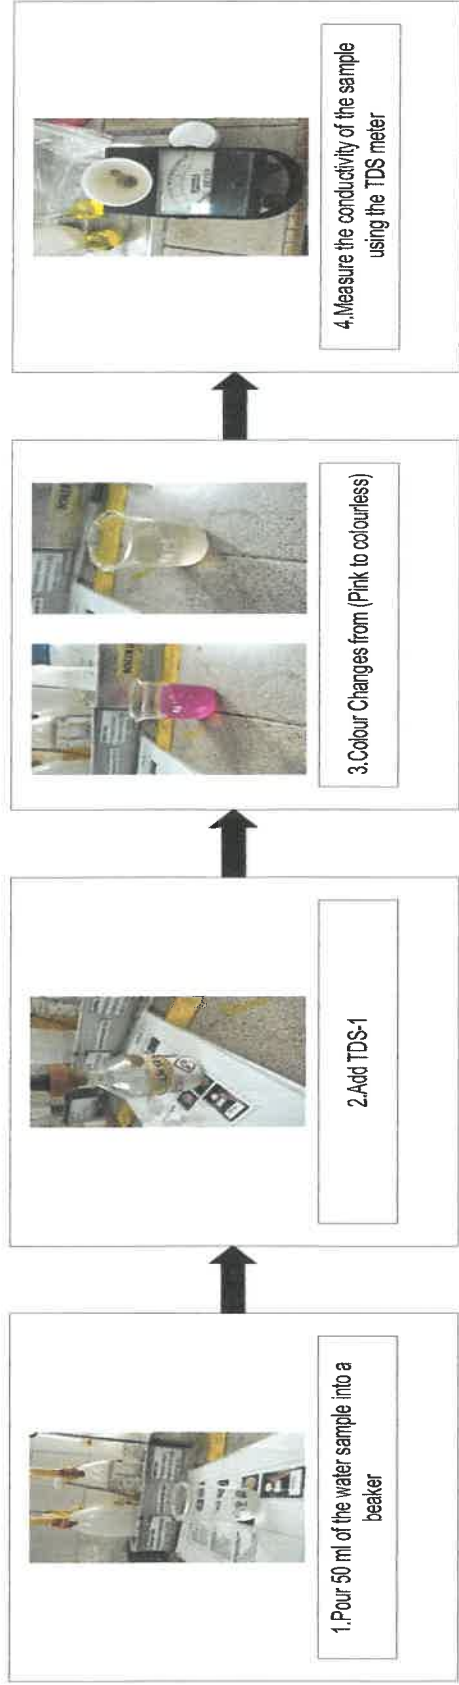 1.Pour 50 ml of the water sample into a
beaker
2.Add TDS-1
3.Colour Changes from (Pink to colourless)
4.Measure the conductivity of the sample
using the TDS meter